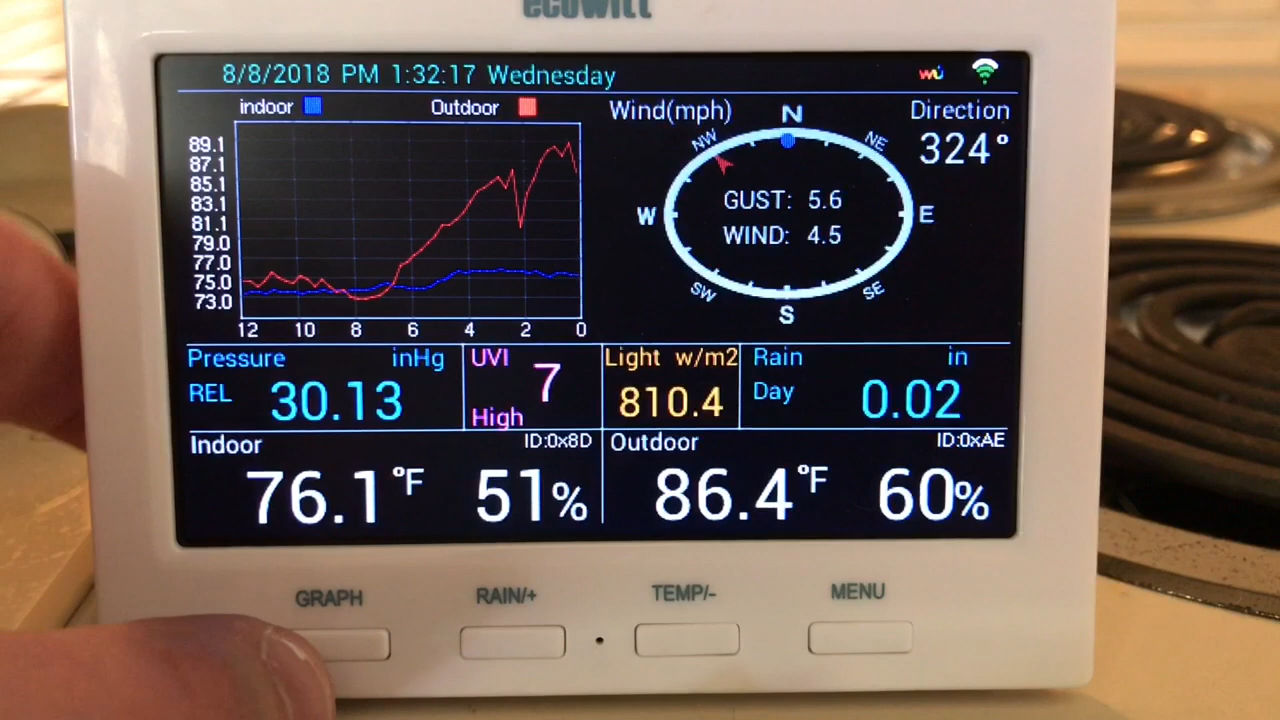 ecowitt
8/8/2018 PM 1:32:17 Wednesday
wu
indoor Outdoor
89.1
87.1
85.1
83.1
81.1
79.0
77.0
75.0
73.0
12 10 8 6 4 2 0
Wind(mph)
Direction
324°
N
NW NE
W E
SW SE
S
GUST: 5.6
WIND: 4.5
Pressure inHg
REL 30.13
UVI
7
High
Light w/m2
810.4
Rain in
Day 0.02
Indoor ID:0x8D
76.1°F 51%
Outdoor ID:0xAE
86.4°F 60%
GRAPH RAIN/+ TEMP/- MENU